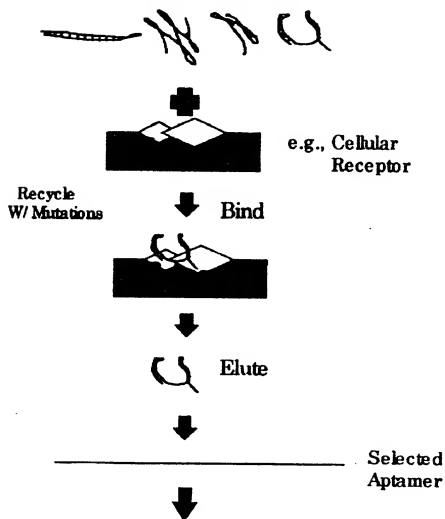 e.g., Cellular
Receptor
Recycle
W/ Mutations
Bind
Elute
Selected
Aptamer